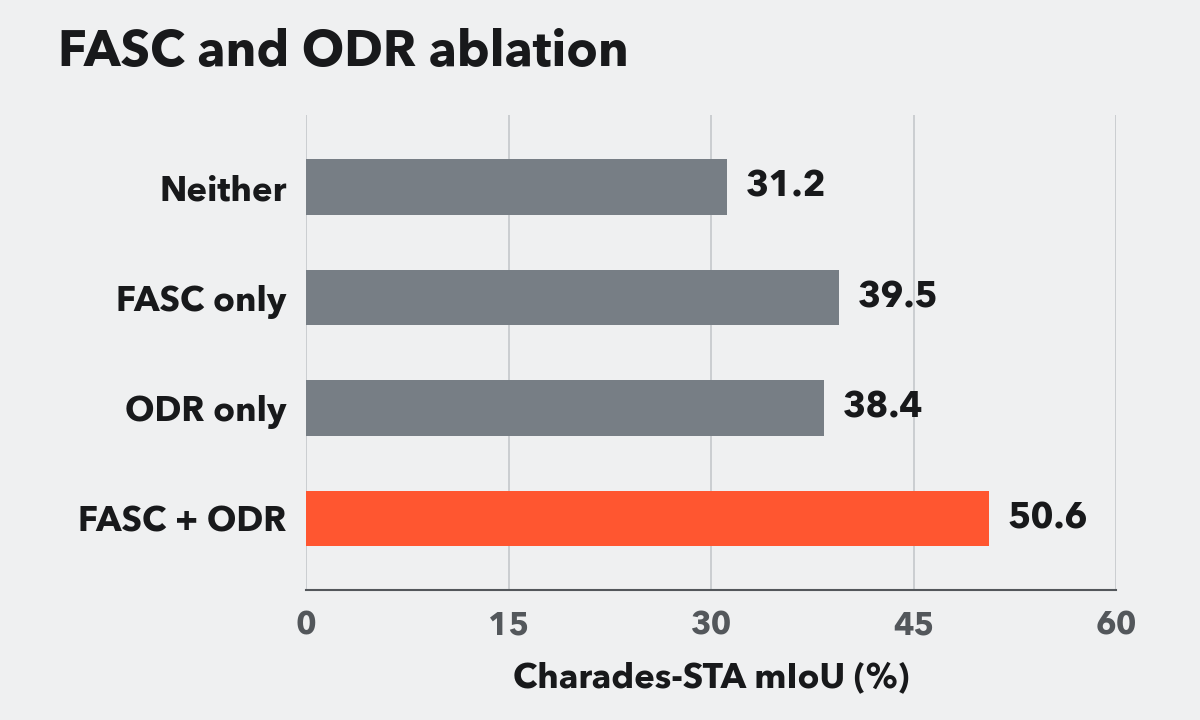 FASC and ODR ablation
Neither 31.2
FASC only 39.5
ODR only 38.4
FASC + ODR 50.6
0 15 30 45 60
Charades-STA mIoU (%)